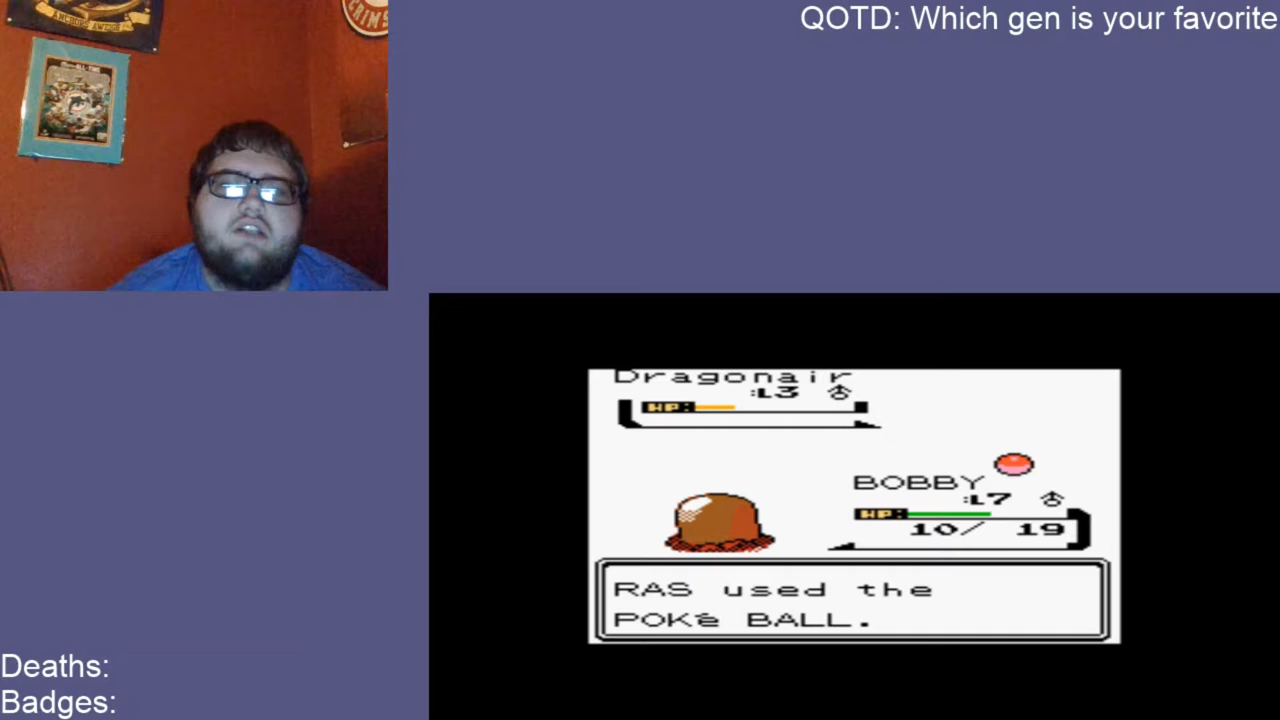 QOTD: Which gen is your favorite
CRIMS
Dragonair
:L3 ♂
HP:
BOBBY
:L7 ♂
HP:
10/ 19
RAS used the
POKé BALL.
Deaths:
Badges: